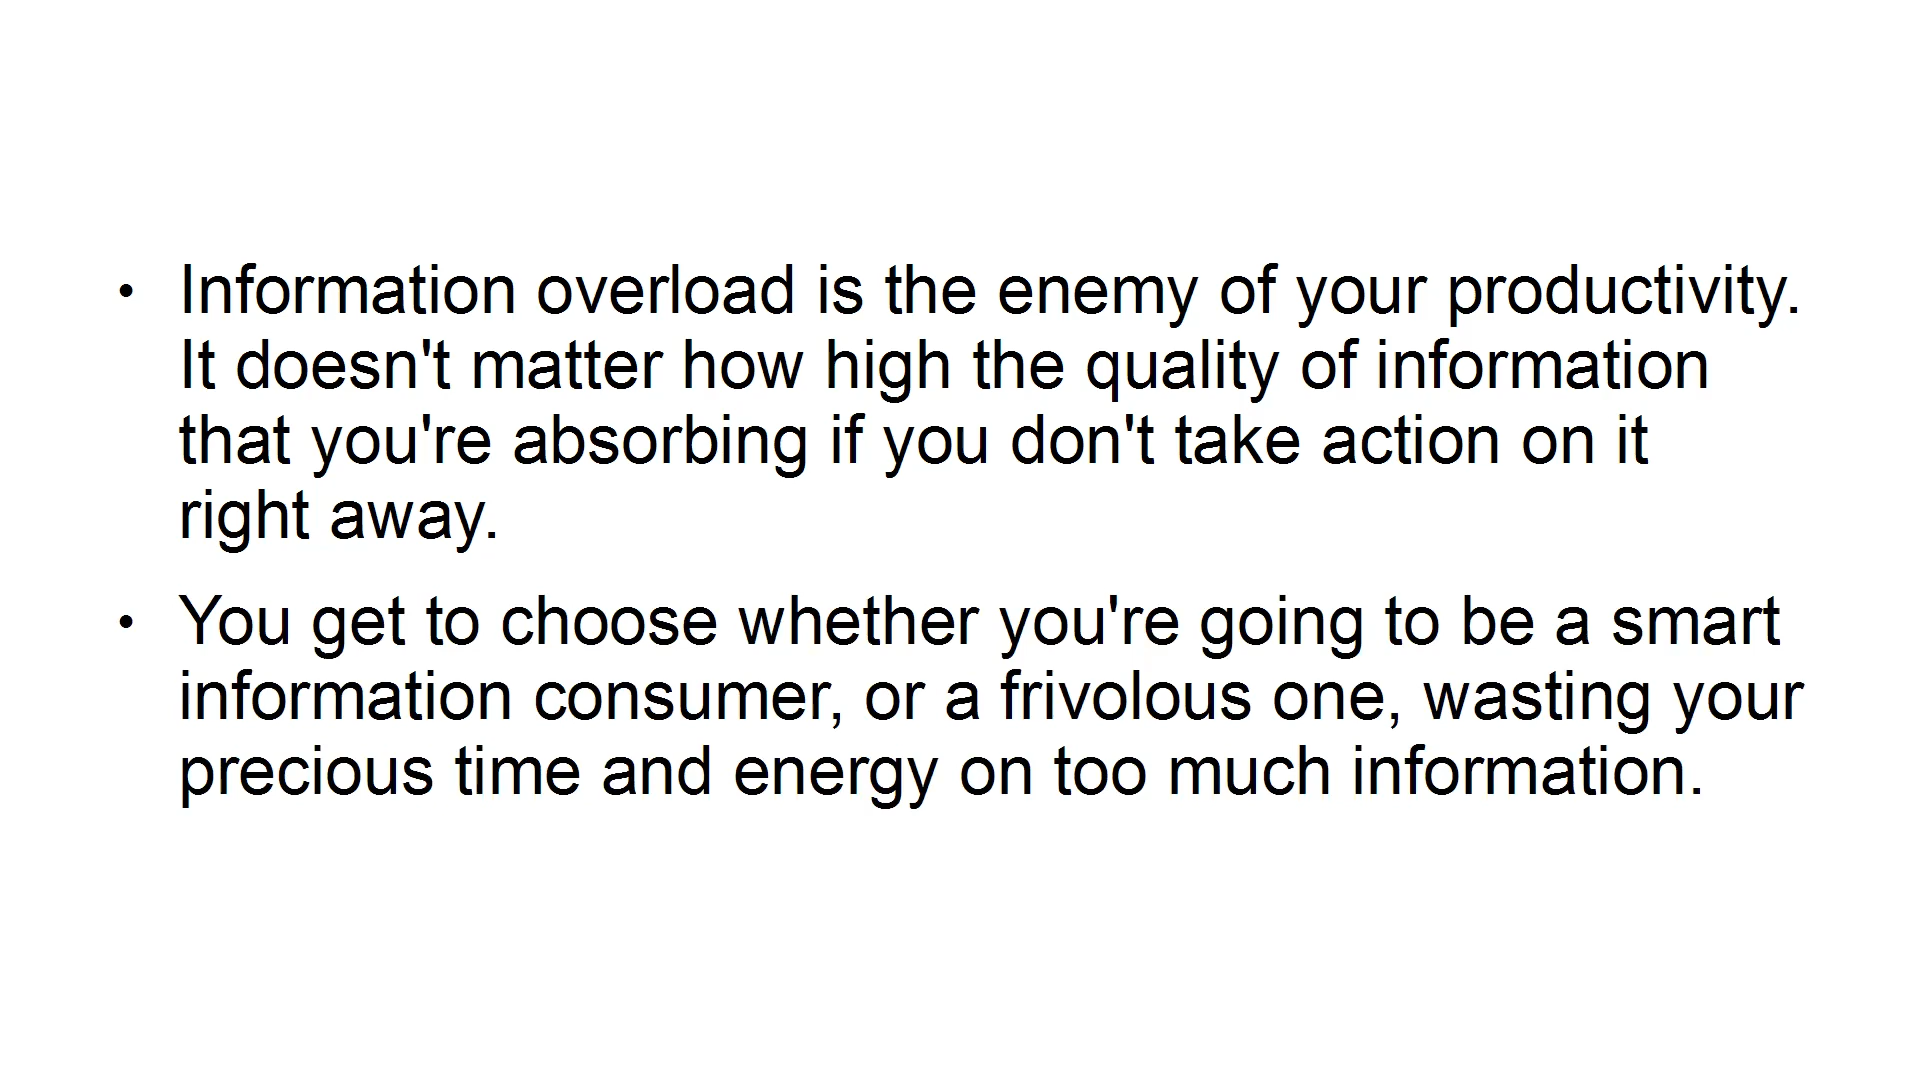 • Information overload is the enemy of your productivity.
It doesn't matter how high the quality of information
that you're absorbing if you don't take action on it
right away.
• You get to choose whether you're going to be a smart
information consumer, or a frivolous one, wasting your
precious time and energy on too much information.